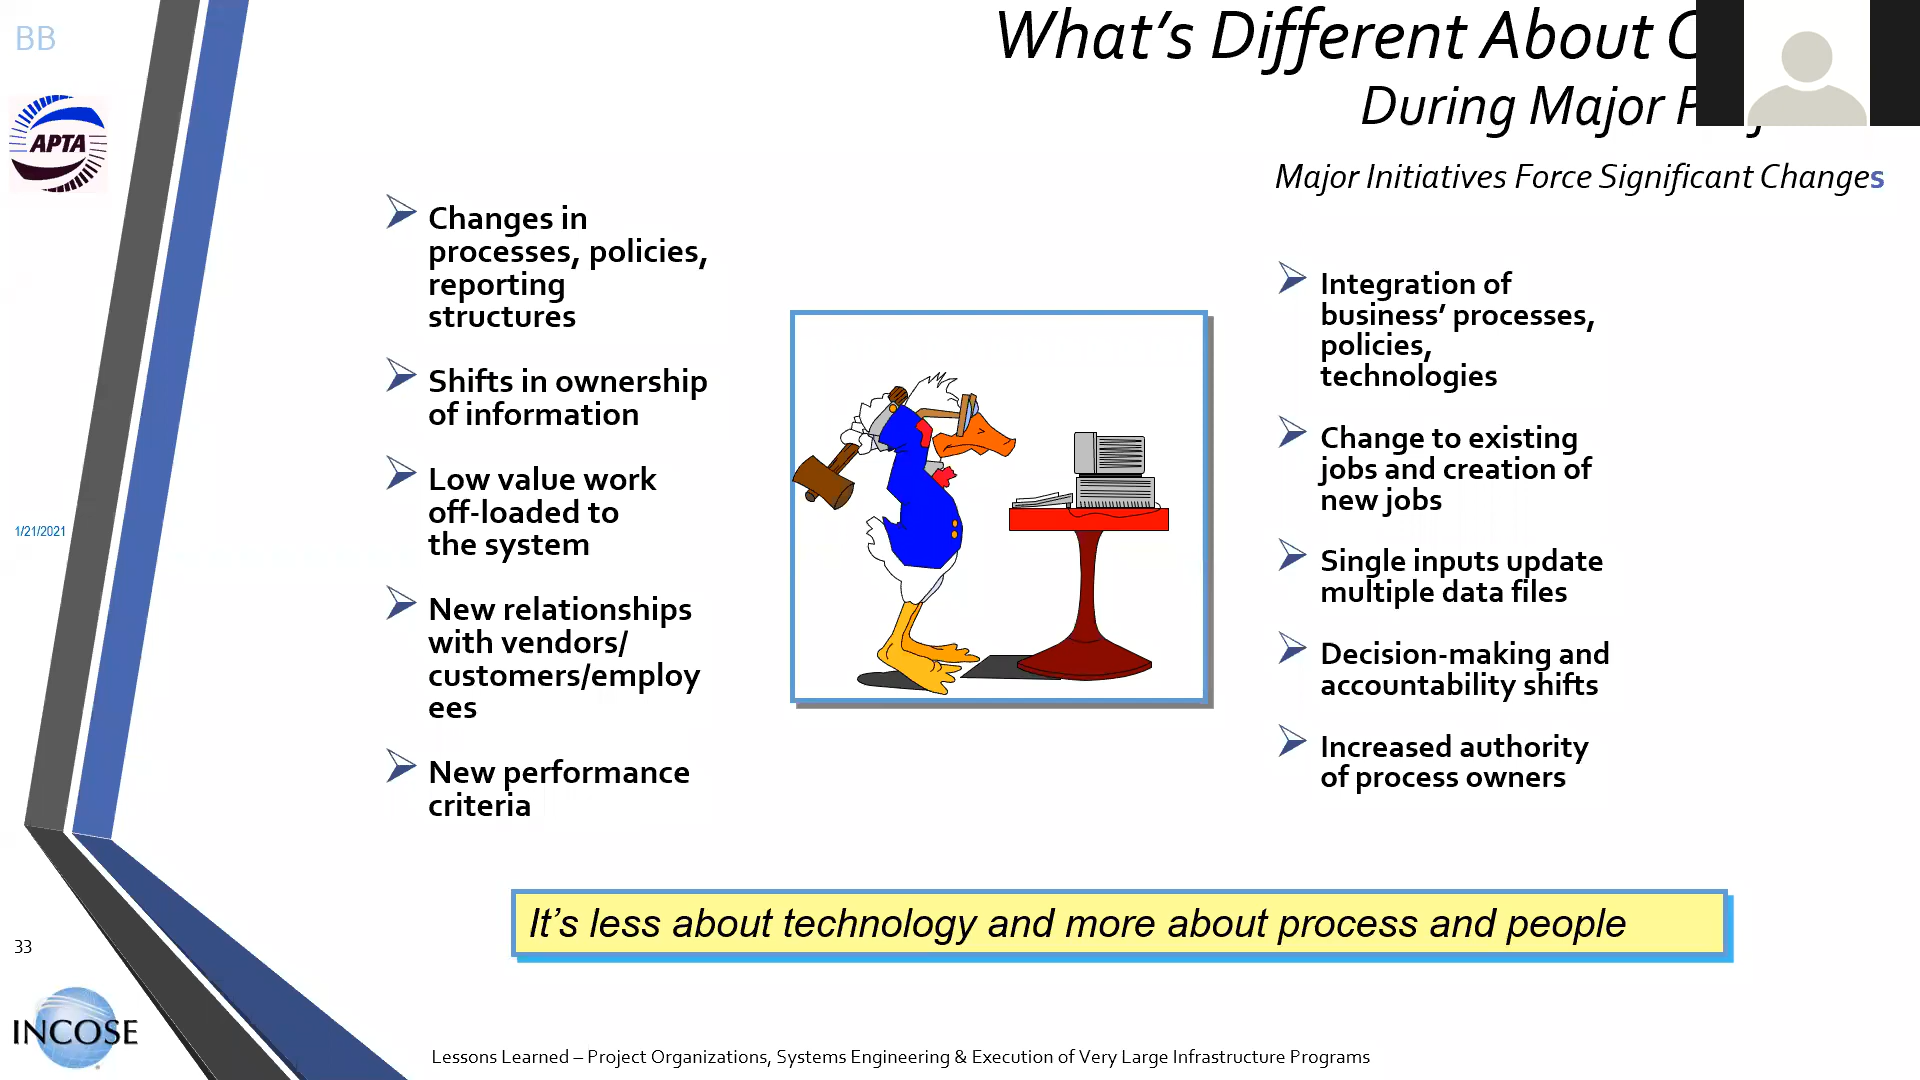 BB
What’s Different About
During Major
Major Initiatives Force Significant Changes
APTA
Changes in
processes, policies,
reporting
structures
Shifts in ownership
of information
Low value work
off-loaded to
the system
New relationships
with vendors/
customers/employ
ees
New performance
criteria
Integration of
business’ processes,
policies,
technologies
Change to existing
jobs and creation of
new jobs
Single inputs update
multiple data files
Decision-making and
accountability shifts
Increased authority
of process owners
1/21/2021
It’s less about technology and more about process and people
33
INCOSE
Lessons Learned – Project Organizations, Systems Engineering & Execution of Very Large Infrastructure Programs